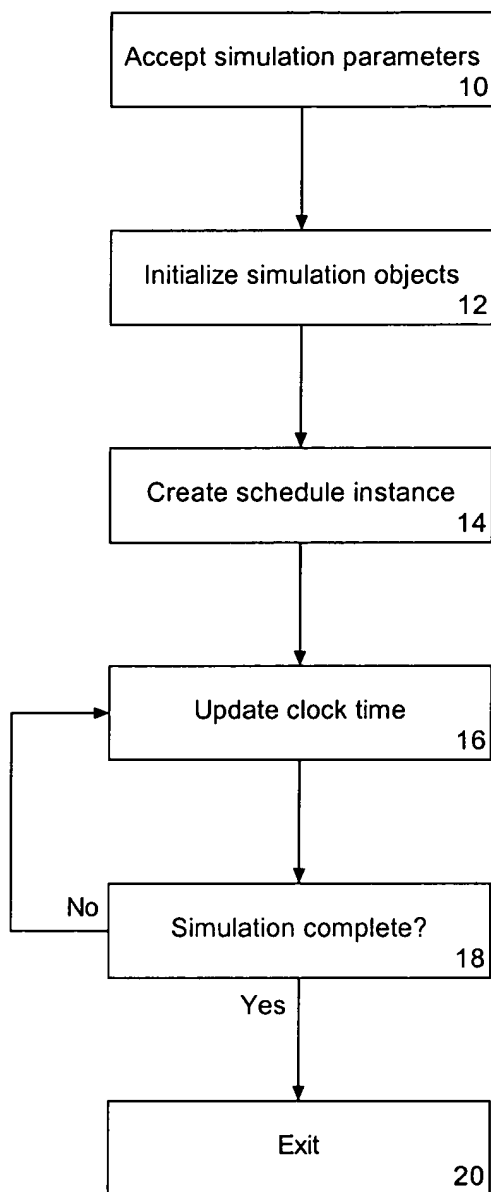 Accept simulation parameters
10
Initialize simulation objects
12
Create schedule instance
14
Update clock time
16
No
Simulation complete?
18
Yes
Exit
20